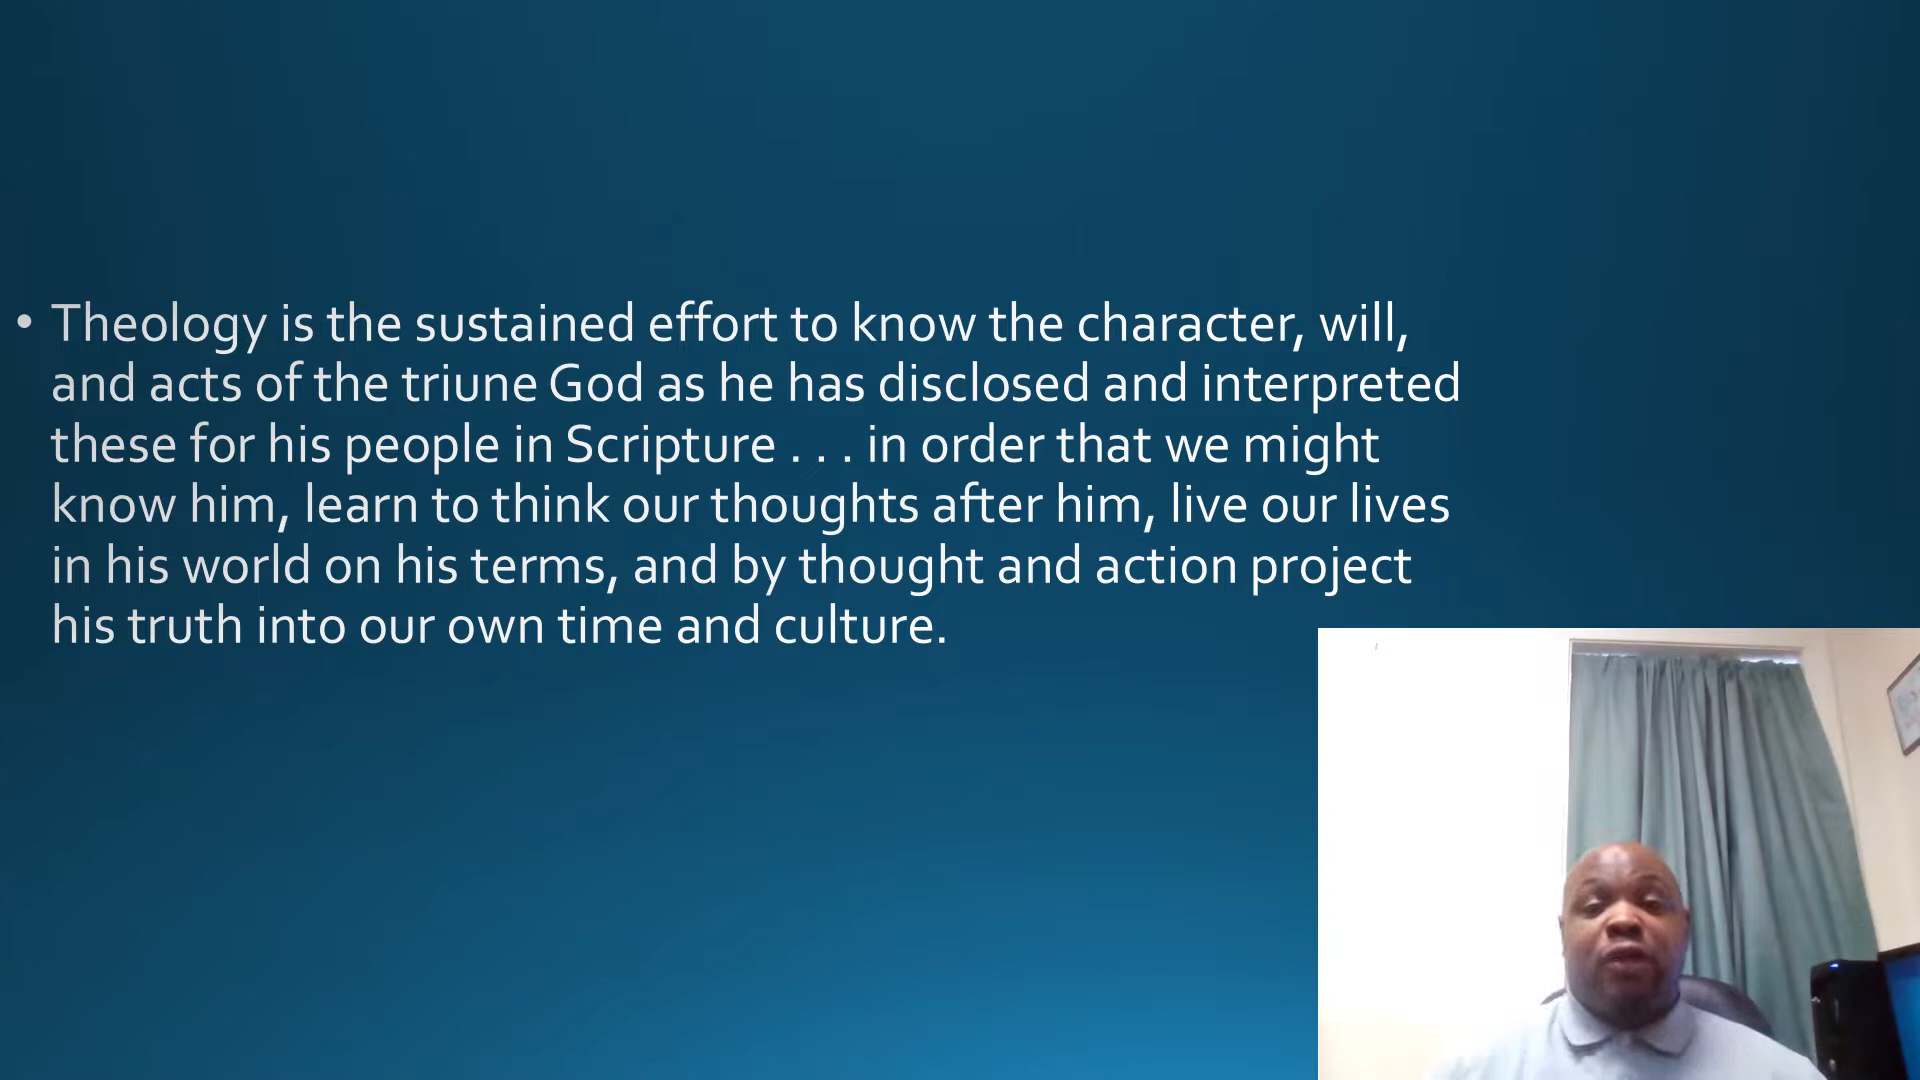 • Theology is the sustained effort to know the character, will,
and acts of the triune God as he has disclosed and interpreted
these for his people in Scripture . . . in order that we might
know him, learn to think our thoughts after him, live our lives
in his world on his terms, and by thought and action project
his truth into our own time and culture.